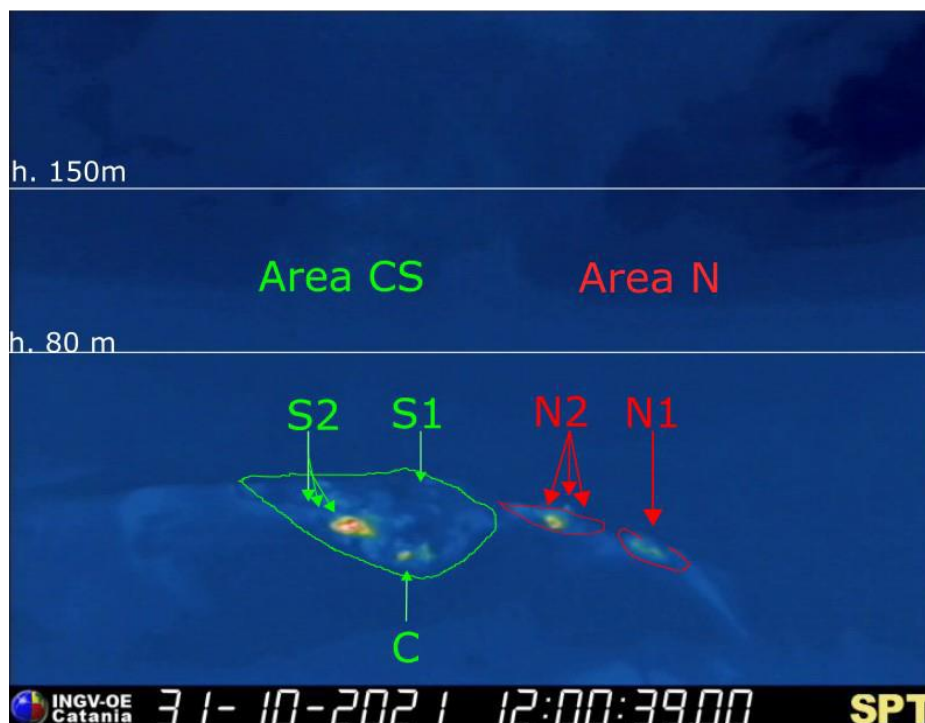 h. 150m
Area CS Area N
h. 80 m
S2 S1 N2 N1
C
INGV-OE
Catania
31-10-2021 12:00:39.00
SPT